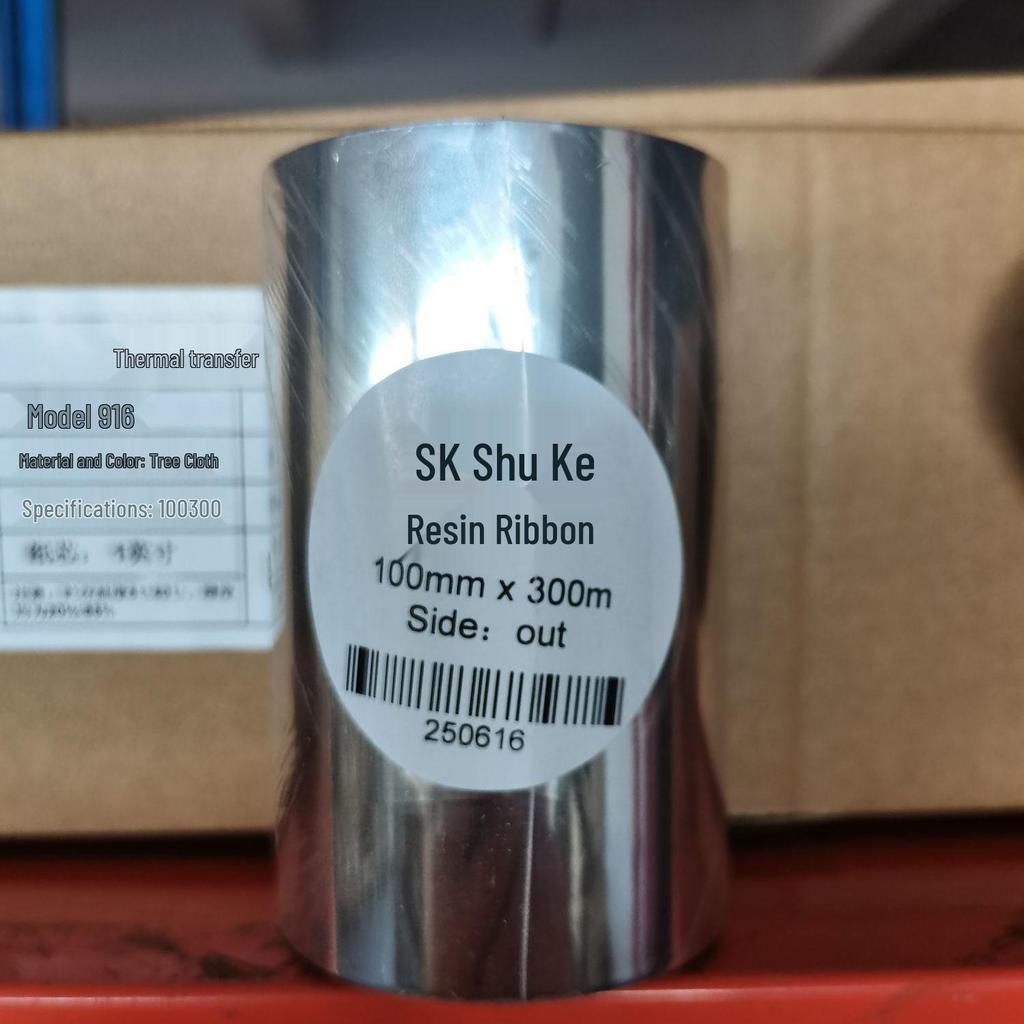 Thermal transfer
Model 916
Material and Color: Tree Cloth
Specifications: 100300
SK Shu Ke
Resin Ribbon
100mm x 300m
Side: out
250616